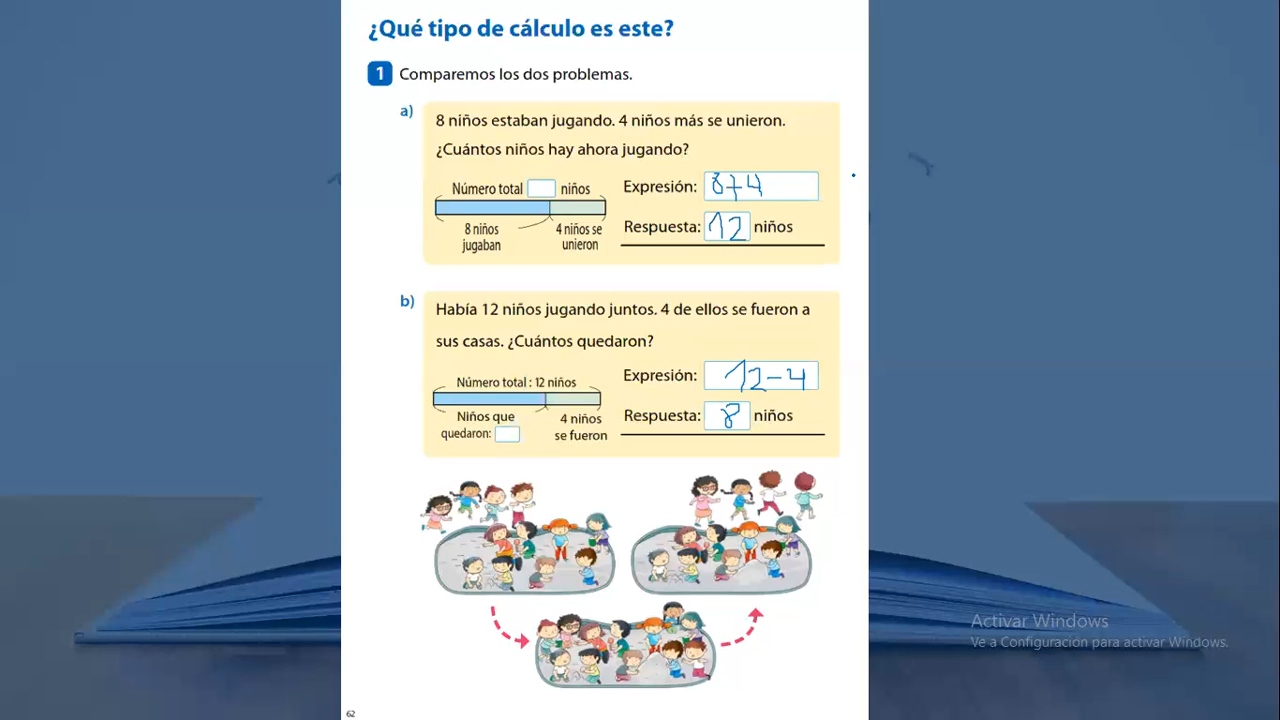 ¿Qué tipo de cálculo es este?
1 Comparemos los dos problemas.
a)
8 niños estaban jugando. 4 niños más se unieron.
¿Cuántos niños hay ahora jugando?
Número total niños
8 niños
jugaban
4 niños se
unieron
Expresión: 8+4
Respuesta: 12 niños
b)
Había 12 niños jugando juntos. 4 de ellos se fueron a
sus casas. ¿Cuántos quedaron?
Número total : 12 niños
Niños que
quedaron:
4 niños
se fueron
Expresión: 12-4
Respuesta: 8 niños
62
Activar Windows
Ve a Configuración para activar Windows.